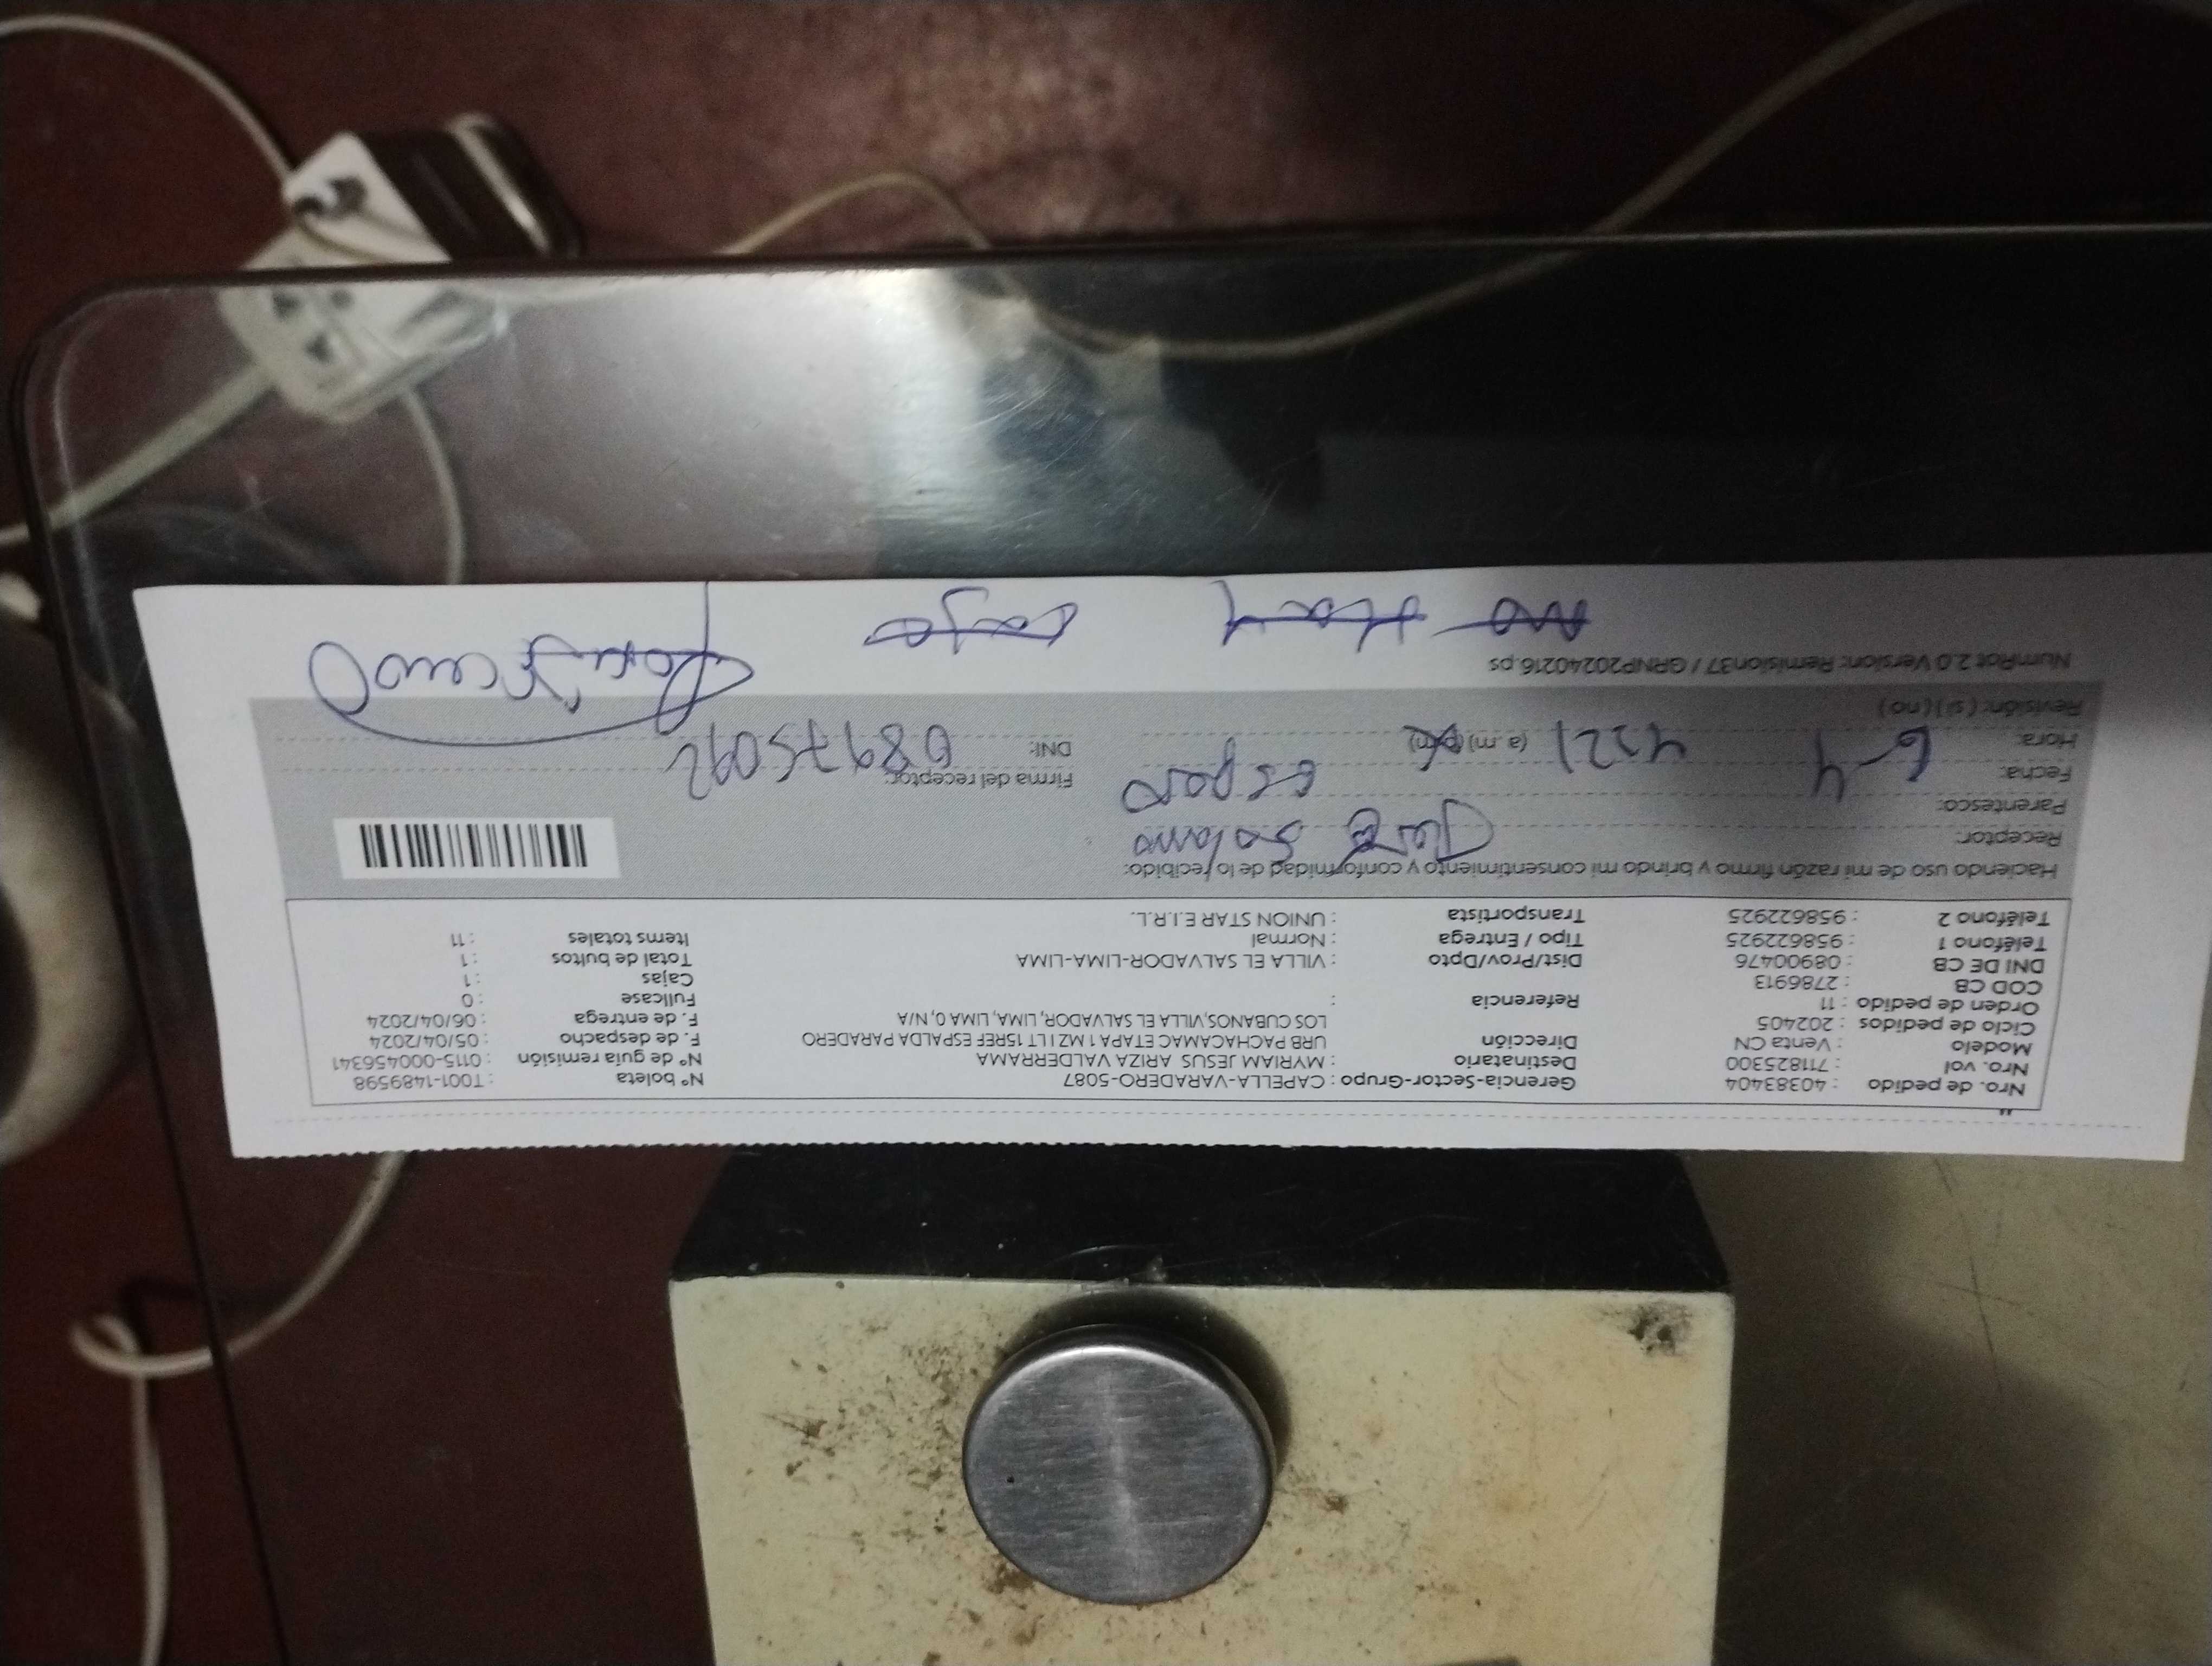 Nro. de pedido : 40383404 Gerencia-Sector-Grupo : CAPELLA-VARADERO-5087 N° boleta : T001-1489598
Nro. vol : 711825300 Destinatario : MYRIAM JESUS ARIZA VALDERRAMA N° de guía remisión : 0115-000456341
Modelo : Venta CN Dirección URB PACHACAMAC ETAPA 1 MZ I LT 15REF ESPALDA PARADERO F. de despacho : 05/04/2024
Ciclo de pedidos : 202405 LOS CUBANOS,VILLA EL SALVADOR, LIMA, LIMA 0, N/A F. de entrega : 06/04/2024
Orden de pedido : 11 Referencia : Fullcase : 0
COD CB : 2786913 Cajas : 1
DNI DE CB : 08900476 Dist/Prov/Dpto : VILLA EL SALVADOR-LIMA-LIMA Total de bultos : 1
Teléfono 1 : 958622925 Tipo / Entrega : Normal Items totales : 11
Teléfono 2 : 958622925 Transportista : UNION STAR E.I.R.L.
Haciendo uso de mi razón firmo y brindo mi consentimiento y conformidad de lo recibido:
Receptor: José Solano
Parentesco: esposo
Fecha: 6-4 Firma del receptor:
Hora: 4:21 (a.m) (p.m) DNI: 08975092
Revisión: ( si ) ( no )
NumRot 2.0 Version: Remision37 / GRNP20240216.ps
no Hay caja